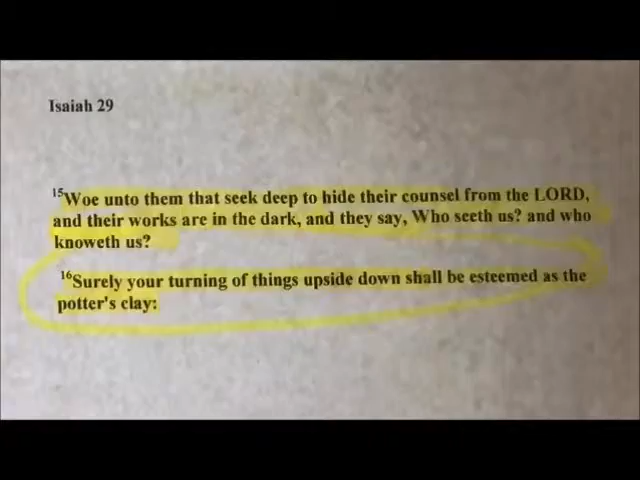 Isaiah 29
15Woe unto them that seek deep to hide their counsel from the LORD,
and their works are in the dark, and they say, Who seeth us? and who
knoweth us?
16Surely your turning of things upside down shall be esteemed as the
potter's clay: